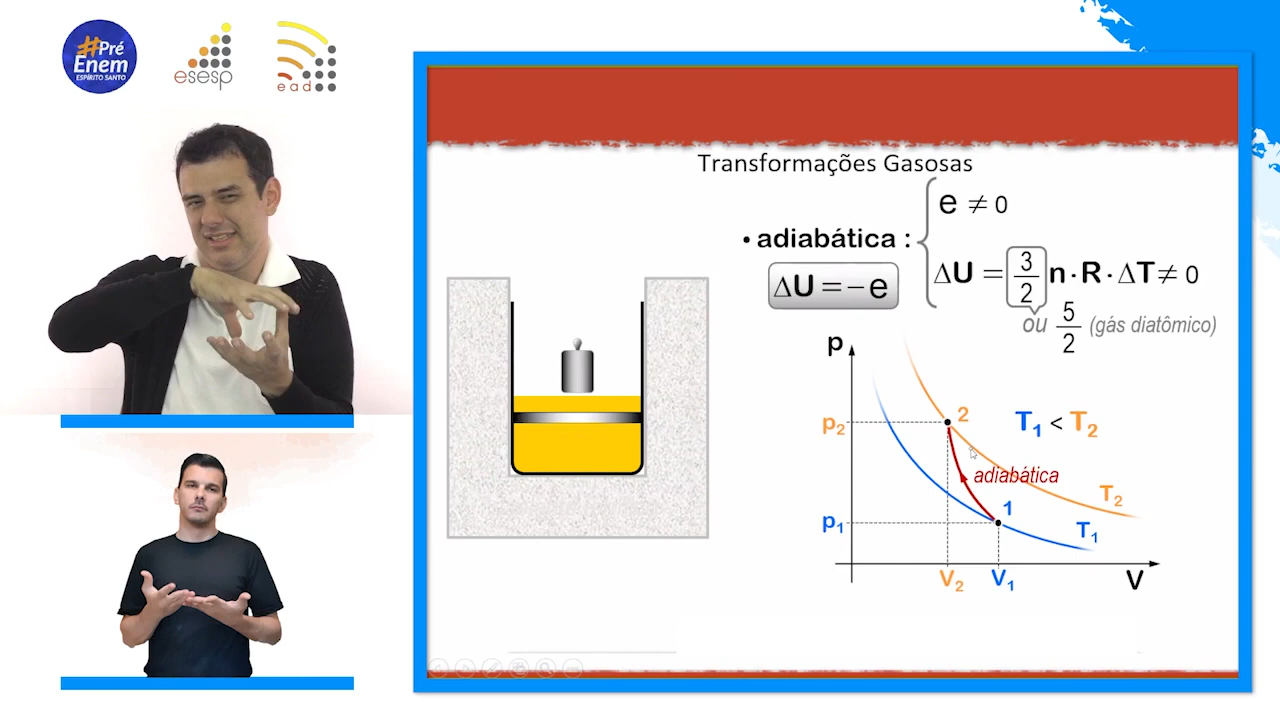 #Pré
Enem
ESPÍRITO SANTO
esesp
ead
Transformações Gasosas
e ≠ 0
• adiabática :
ΔU = 3/2 n · R · ΔT ≠ 0
ΔU = − e
ou 5/2 (gás diatômico)
p
p₂
2
T₁ < T₂
adiabática
T₂
1
p₁
T₁
V₂
V₁
V